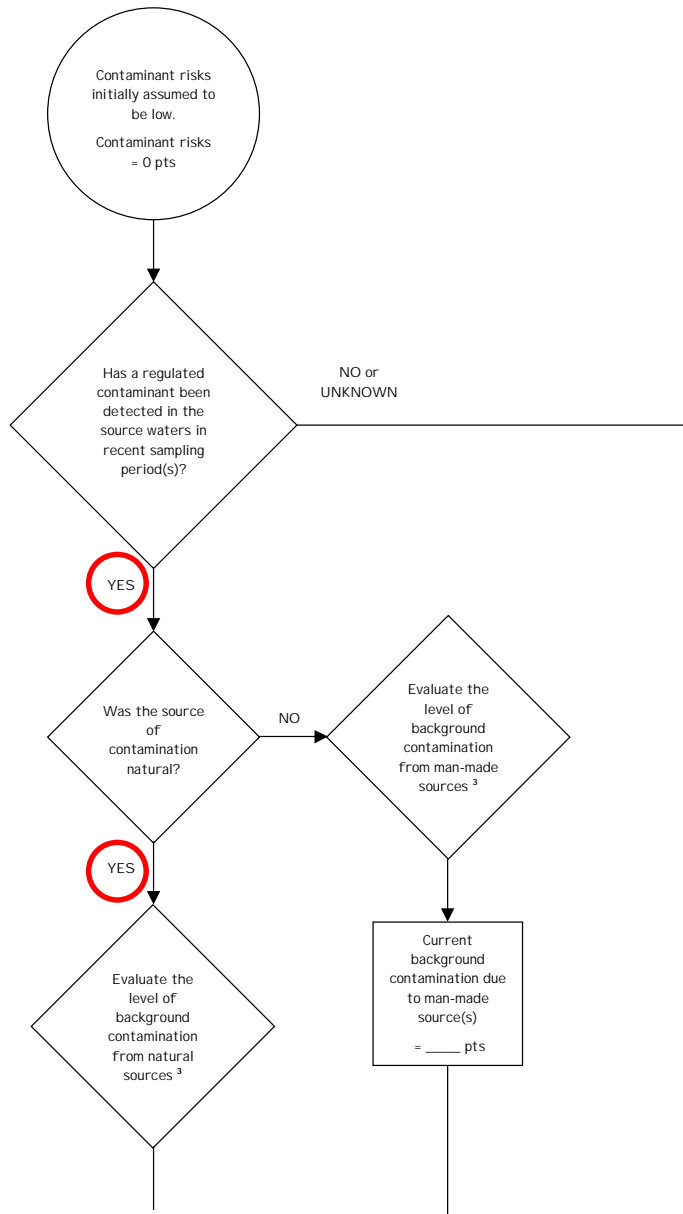 Contaminant risks
initially assumed to
be low.
Contaminant risks
= 0 pts
Has a regulated
contaminant been
detected in the
source waters in
recent sampling
period(s)?
NO or
UNKNOWN
YES
Was the source
of
contamination
natural?
NO
Evaluate the
level of
background
contamination
from man-made
sources ³
YES
Evaluate the
level of
background
contamination
from natural
sources ³
Current
background
contamination due
to man-made
source(s)
= _____ pts